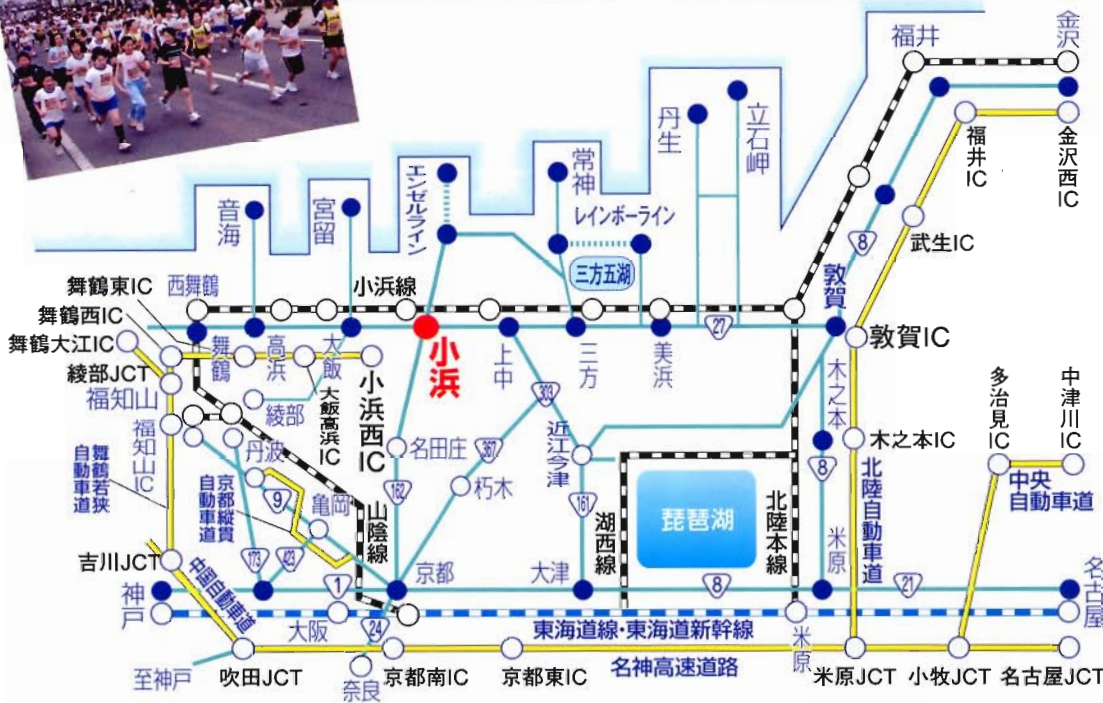 金沢
福井
立石岬
丹生
常神
エンゼルライン
宮留
音海
レインボーライン
三方五湖
福井IC
金沢西IC
8
武生IC
敦賀
舞鶴東IC
西舞鶴
小浜線
舞鶴西IC
27
舞鶴大江IC
舞鶴
高浜
大飯
小浜
上中
三方
美浜
敦賀IC
綾部JCT
福知山
綾部
大飯高浜IC
小浜西IC
303
木之本
多治見IC
中津川IC
福知山IC
丹波
名田庄
367
近江今津
8
木之本IC
舞鶴若狭自動車道
京都縦貫自動車道
9
亀岡
山陰線
162
朽木
161
湖西線
琵琶湖
北陸本線
米原
北陸自動車道
中央自動車道
吉川JCT
中国自動車道
173
423
神戸
1
京都
大津
8
21
名古屋
大阪
24
東海道線・東海道新幹線
米原
至神戸
吹田JCT
奈良
京都南IC
京都東IC
名神高速道路
米原JCT
小牧JCT
名古屋JCT